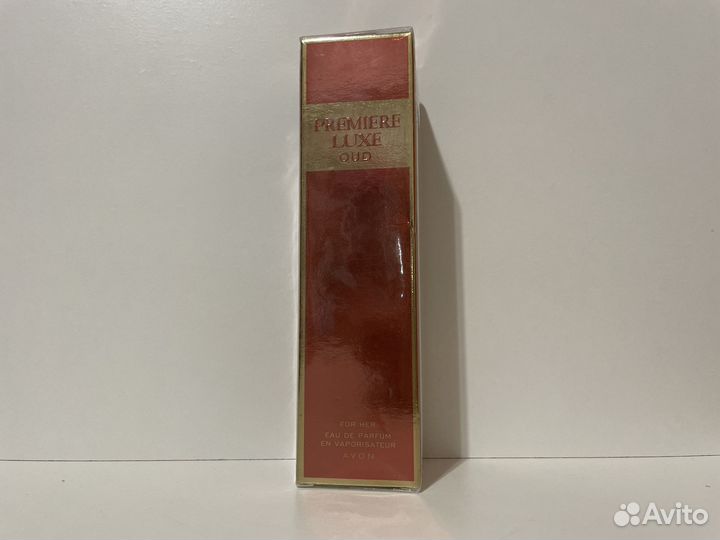 PREMIERE
LUXE
OUD
FOR HER
EAU DE PARFUM
EN VAPORISATEUR
AVON
Avito